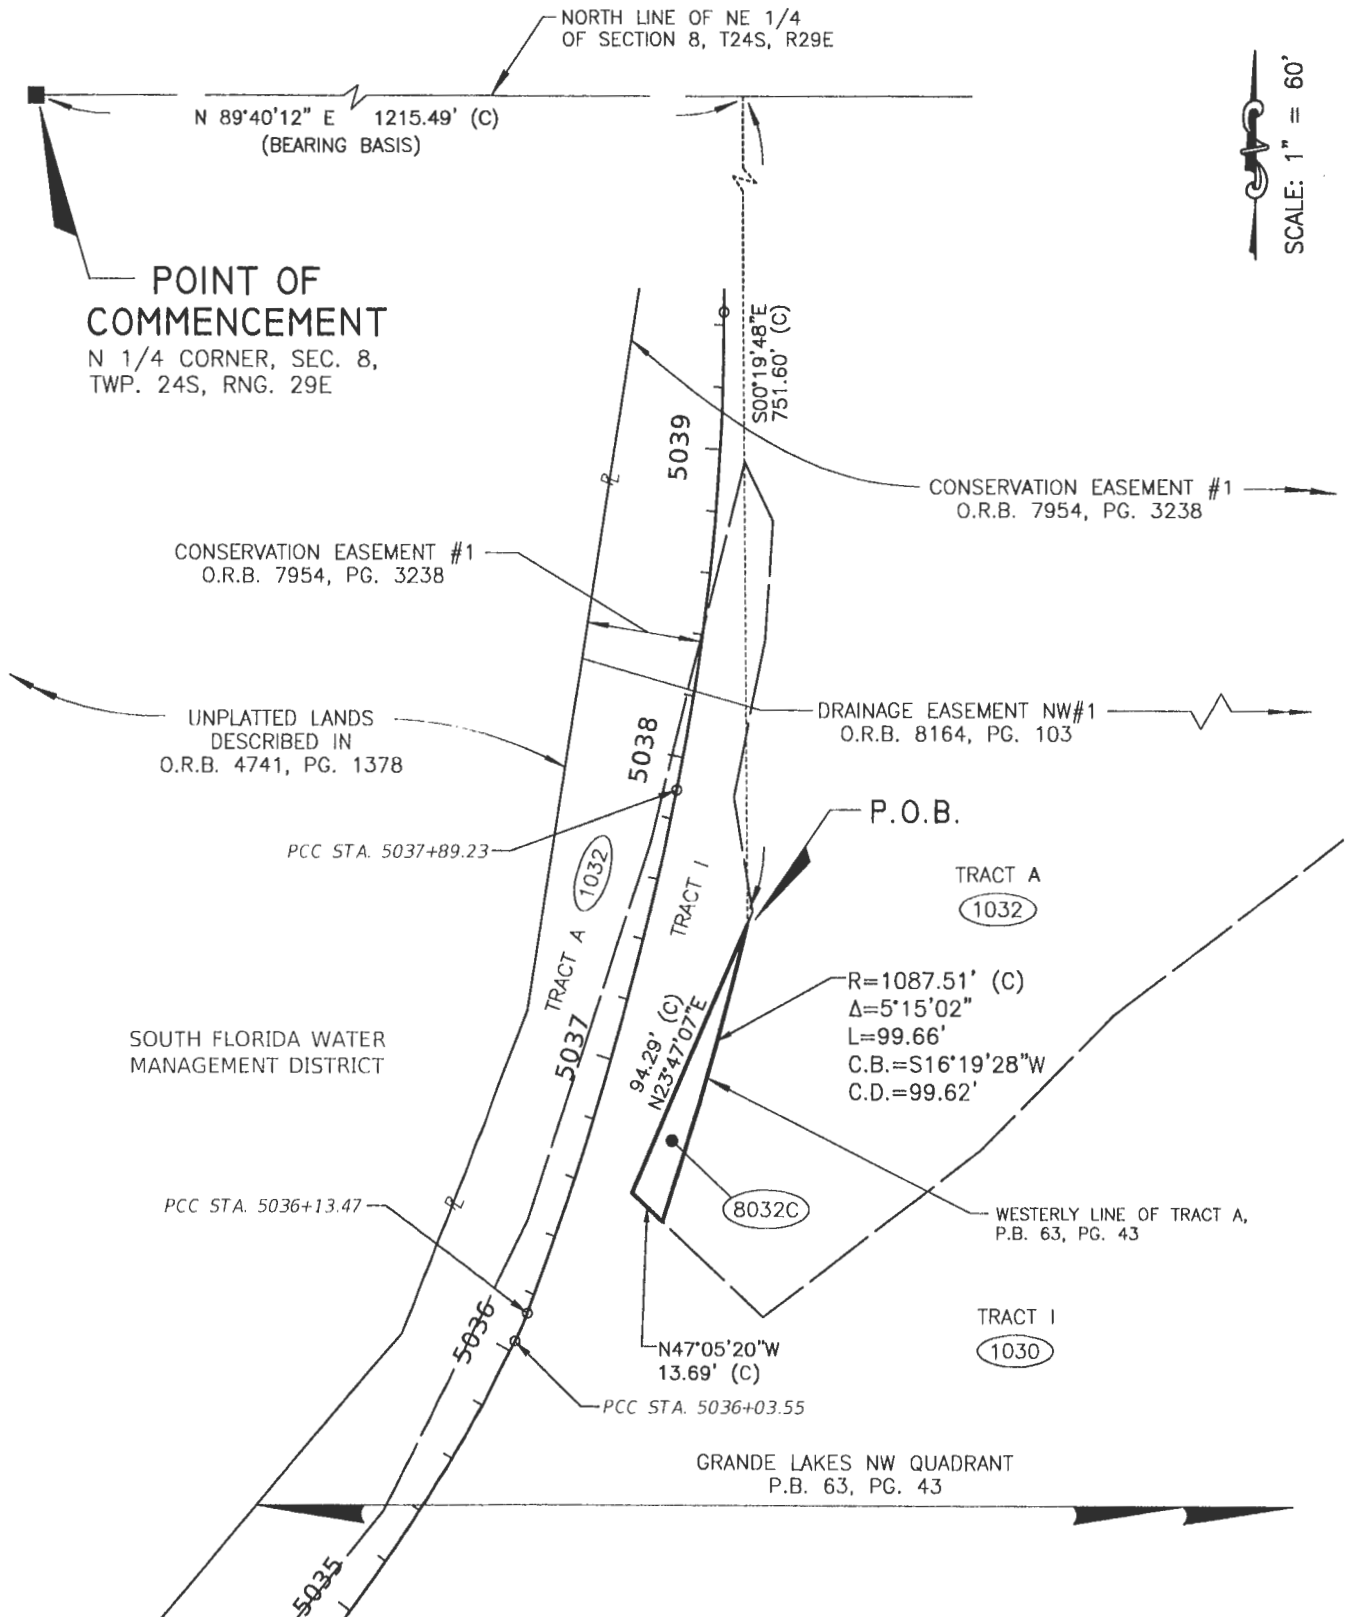 NORTH LINE OF NE 1/4
OF SECTION 8, T24S, R29E
N 89°40'12" E 1215.49' (C)
(BEARING BASIS)
SCALE: 1" = 60'
POINT OF
COMMENCEMENT
N 1/4 CORNER, SEC. 8,
TWP. 24S, RNG. 29E
S00°19'48"E
751.60' (C)
5039
CONSERVATION EASEMENT #1
O.R.B. 7954, PG. 3238
CONSERVATION EASEMENT #1
O.R.B. 7954, PG. 3238
UNPLATTED LANDS
DESCRIBED IN
O.R.B. 4741, PG. 1378
5038
DRAINAGE EASEMENT NW#1
O.R.B. 8164, PG. 103
P.O.B.
PCC STA. 5037+89.23
1032
TRACT A
TRACT I
TRACT A
1032
5037
94.29' (C)
N23°47'07"E
R=1087.51' (C)
Δ=5°15'02"
L=99.66'
C.B.=S16°19'28"W
C.D.=99.62'
SOUTH FLORIDA WATER
MANAGEMENT DISTRICT
PCC STA. 5036+13.47
8032C
WESTERLY LINE OF TRACT A,
P.B. 63, PG. 43
5036
N47°05'20"W
13.69' (C)
TRACT I
1030
PCC STA. 5036+03.55
GRANDE LAKES NW QUADRANT
P.B. 63, PG. 43
5035